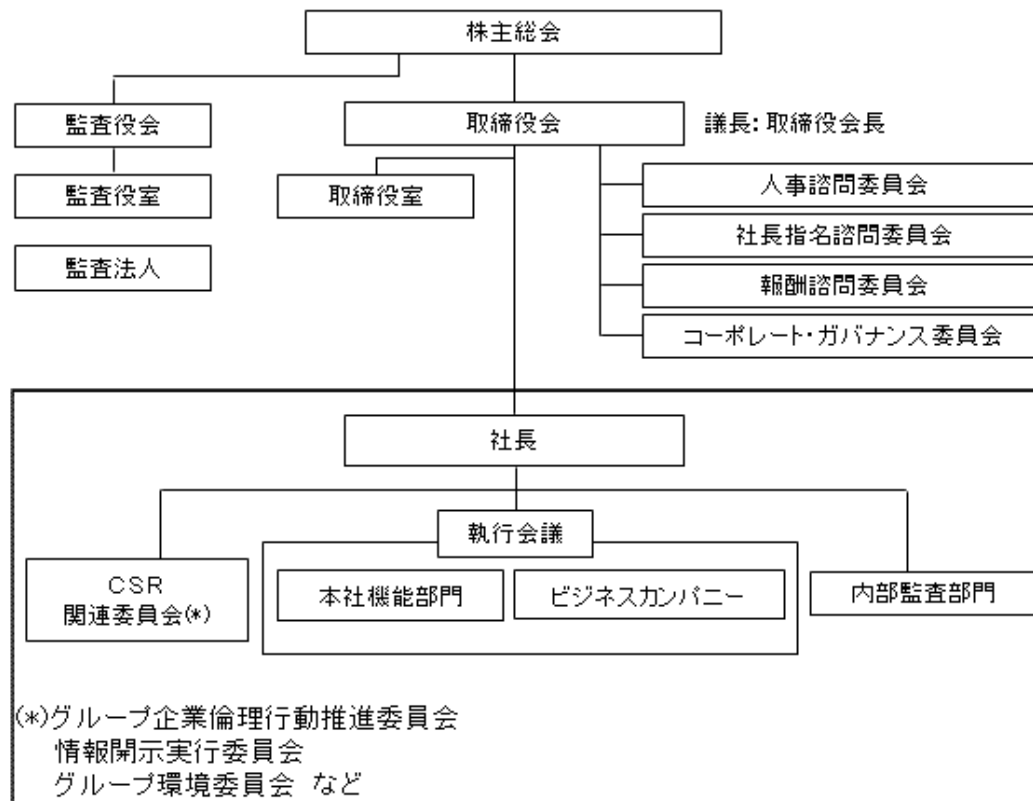 株主総会
監査役会
取締役会
議長: 取締役会長
監査役室
取締役室
人事諮問委員会
社長指名諮問委員会
監査法人
報酬諮問委員会
コーポレート・ガバナンス委員会
社長
執行会議
CSR
関連委員会(*)
本社機能部門
ビジネスカンパニー
内部監査部門
(*)グループ企業倫理行動推進委員会
情報開示実行委員会
グループ環境委員会 など